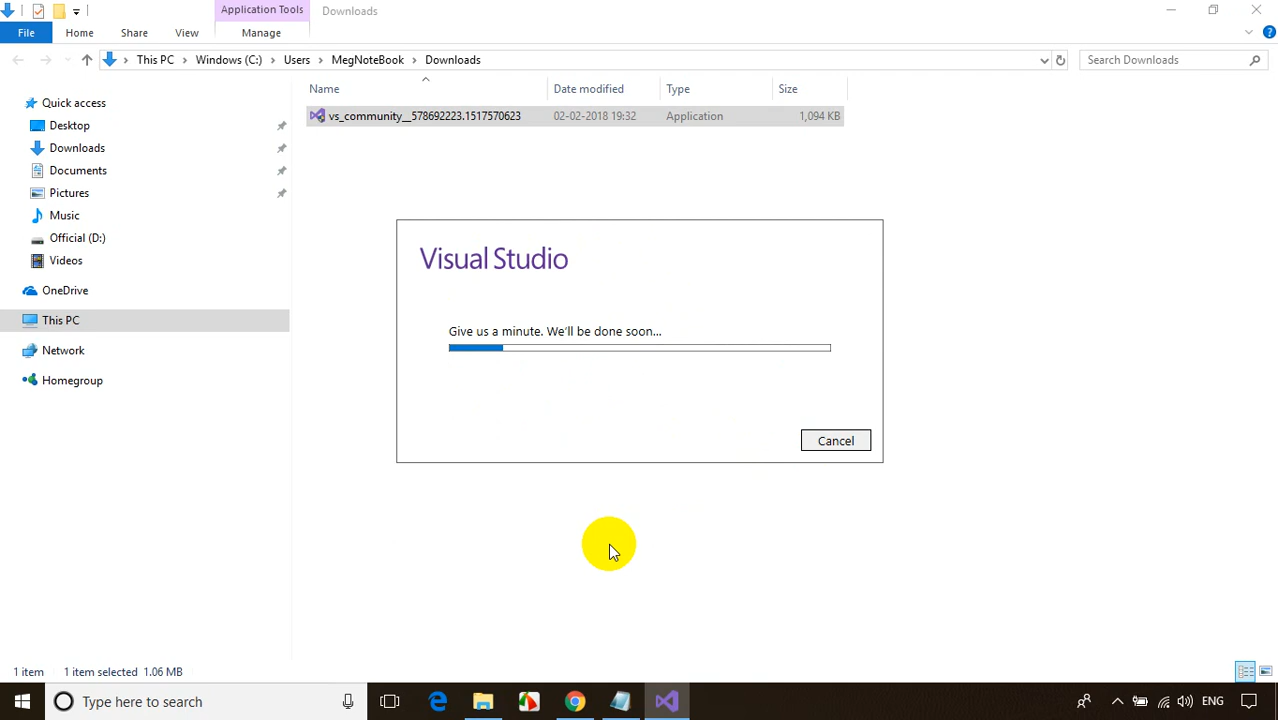 Application Tools
Downloads
File
Home
Share
View
Manage
This PC
Windows (C:)
Users
MegNoteBook
Downloads
Search Downloads
Name
Date modified
Type
Size
vs_community__578692223.1517570623
02-02-2018 19:32
Application
1,094 KB
Quick access
Desktop
Downloads
Documents
Pictures
Music
Official (D:)
Videos
OneDrive
This PC
Network
Homegroup
Visual Studio
Give us a minute. We'll be done soon...
Cancel
1 item
1 item selected 1.06 MB
Type here to search
ENG